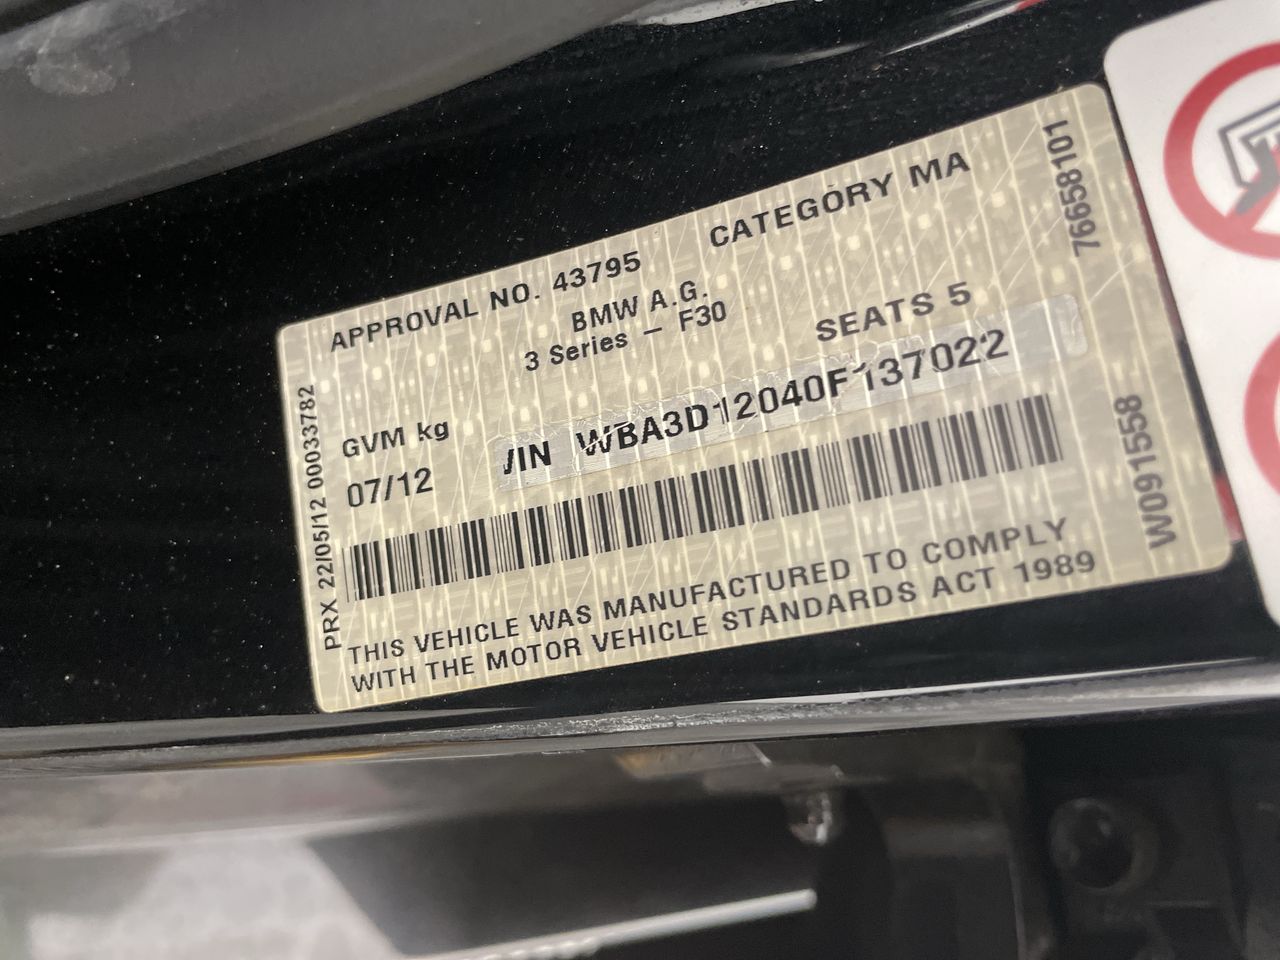 APPROVAL NO. 43795 CATEGORY MA
BMW A.G.
3 Series – F30
SEATS 5
GVM kg
VIN WBA3D12040F137022
07/12
THIS VEHICLE WAS MANUFACTURED TO COMPLY
WITH THE MOTOR VEHICLE STANDARDS ACT 1989
PRX 22/05/12 00033782
76658101
W091558